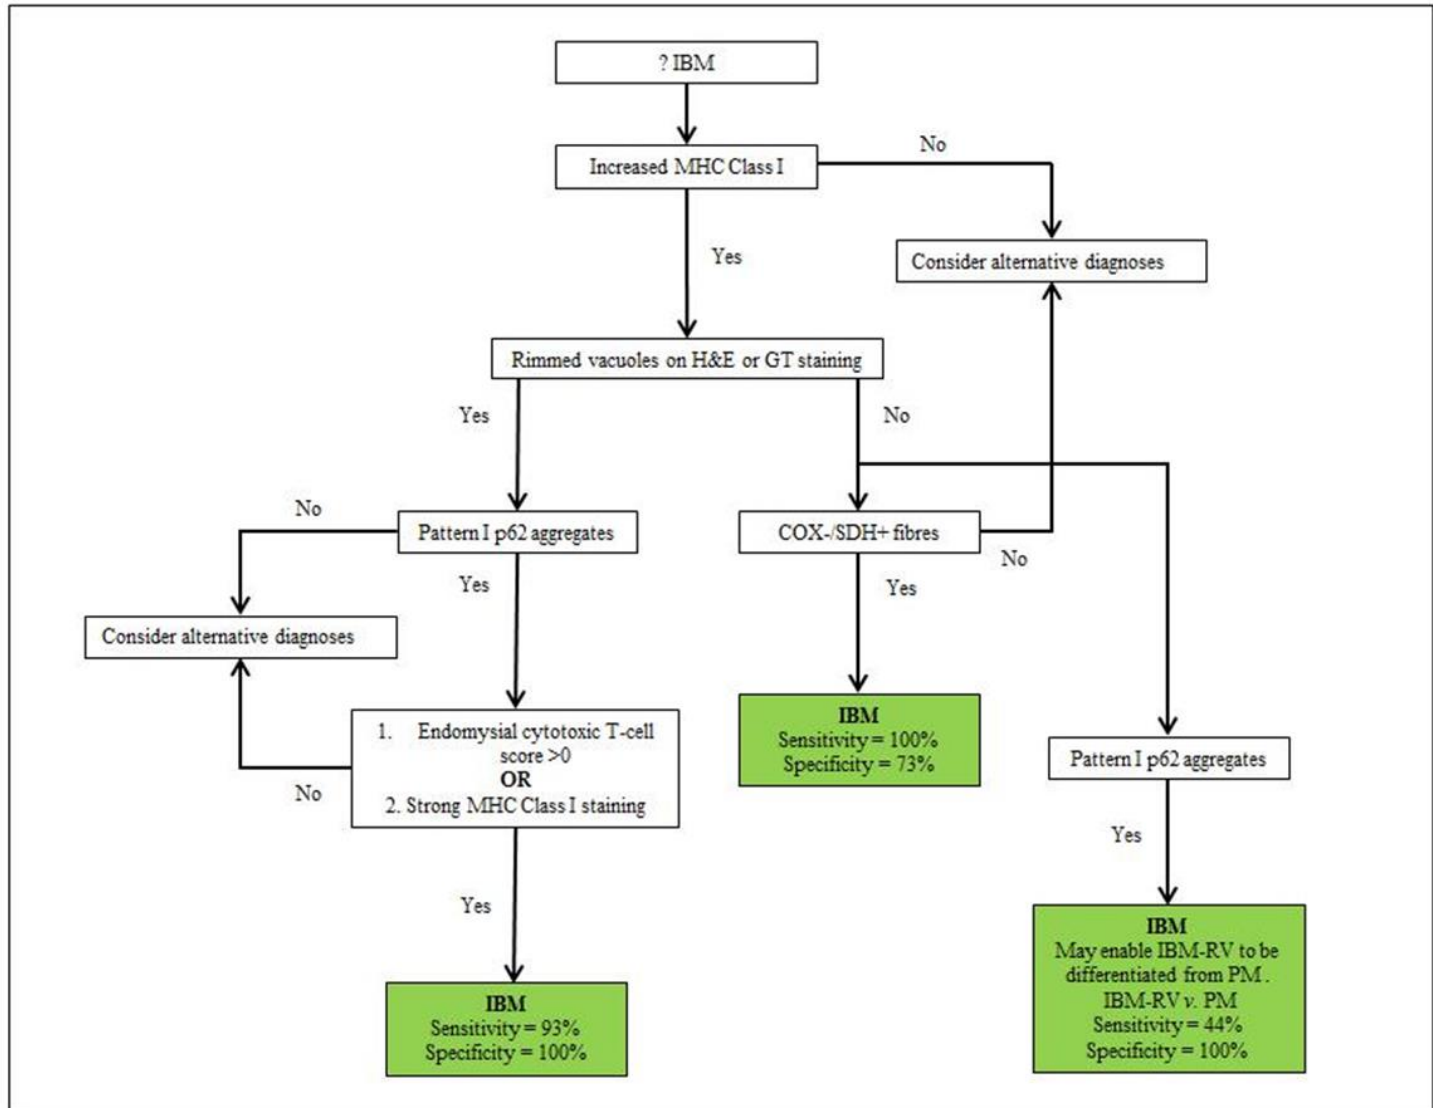 ? IBM
No
Increased MHC Class I
Yes
Consider alternative diagnoses
Rimmed vacuoles on H&E or GT staining
Yes
No
No
Pattern I p62 aggregates
COX-/SDH+ fibres
No
Yes
Yes
Consider alternative diagnoses
1. Endomysial cytotoxic T-cell
score >0
OR
2. Strong MHC Class I staining
No
IBM
Sensitivity = 100%
Specificity = 73%
Pattern I p62 aggregates
Yes
Yes
IBM
Sensitivity = 93%
Specificity = 100%
IBM
May enable IBM-RV to be
differentiated from PM .
IBM-RV v. PM
Sensitivity = 44%
Specificity = 100%